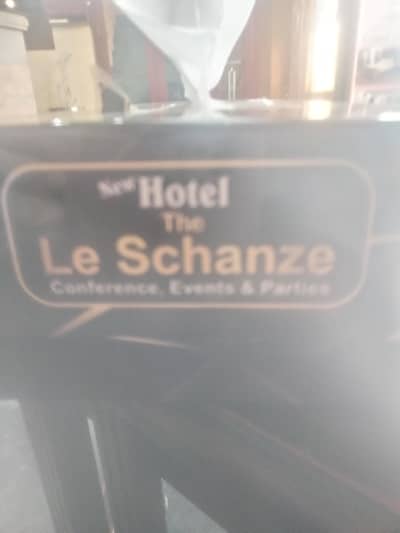 New Hotel
The
Le Schanze
Conference, Events & Parties